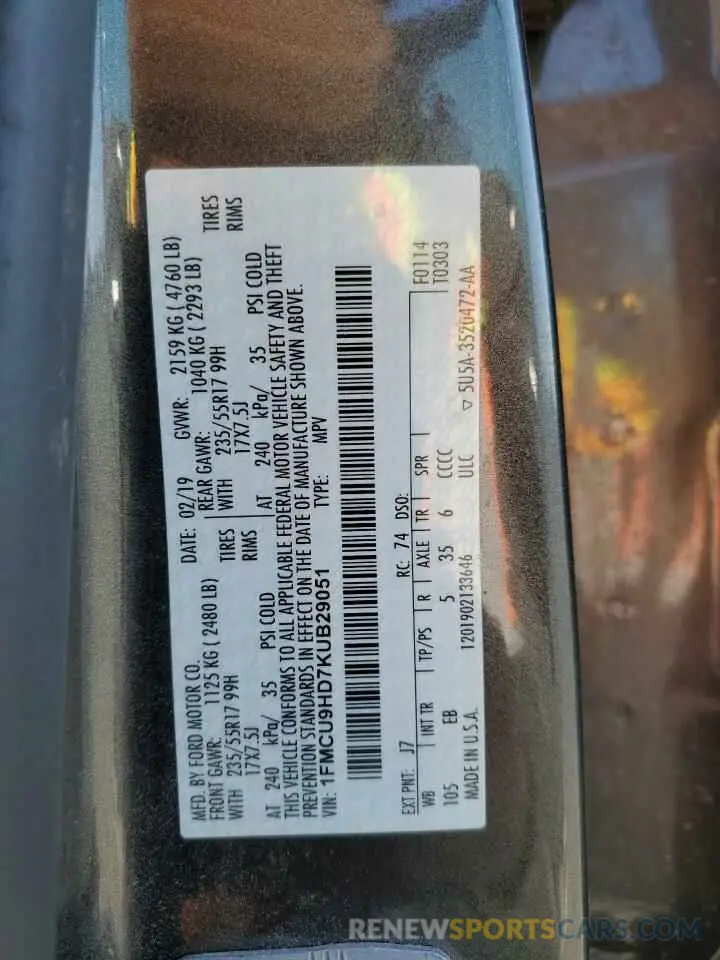 MFD. BY FORD MOTOR CO.
DATE: 02/19 GVWR: 2159 KG ( 4760 LB)
FRONT GAWR: 1125 KG ( 2480 LB) REAR GAWR: 1040 KG ( 2293 LB)
WITH 235/55R17 99H TIRES WITH 235/55R17 99H TIRES
17X7.5J RIMS 17X7.5J RIMS
AT 240 kPa/ 35 PSI COLD AT 240 kPa/ 35 PSI COLD
THIS VEHICLE CONFORMS TO ALL APPLICABLE FEDERAL MOTOR VEHICLE SAFETY AND THEFT
PREVENTION STANDARDS IN EFFECT ON THE DATE OF MANUFACTURE SHOWN ABOVE.
VIN: 1FMCU9HD7KUB29051 TYPE: MPV
EXT PNT: J7 RC: 74 DSO: F0114
WB INT TR TP/PS R AXLE TR SPR T0303
105 EB 5 35 6 CCCC
MADE IN U.S.A. 1201902133646 ULC ▽ 5U5A-3520472-AA
RENEWSPORTSCARS.COM